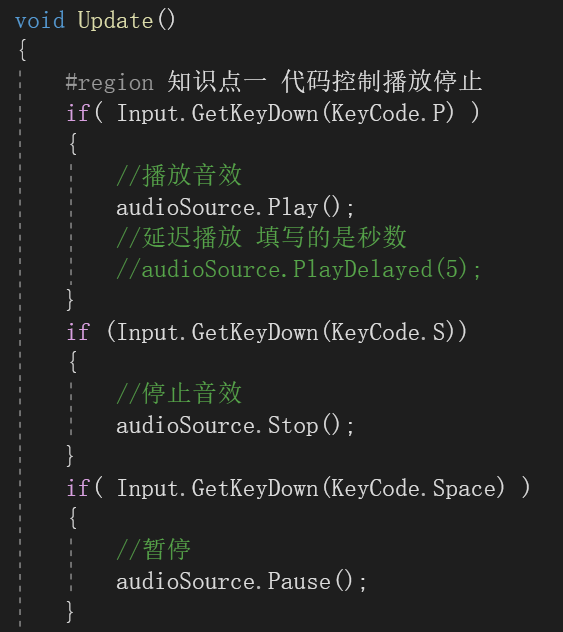 void Update()
{
#region 知识点一 代码控制播放停止
if( Input.GetKeyDown(KeyCode.P) )
{
//播放音效
audioSource.Play();
//延迟播放 填写的是秒数
//audioSource.PlayDelayed(5);
}
if (Input.GetKeyDown(KeyCode.S))
{
//停止音效
audioSource.Stop();
}
if( Input.GetKeyDown(KeyCode.Space) )
{
//暂停
audioSource.Pause();
}